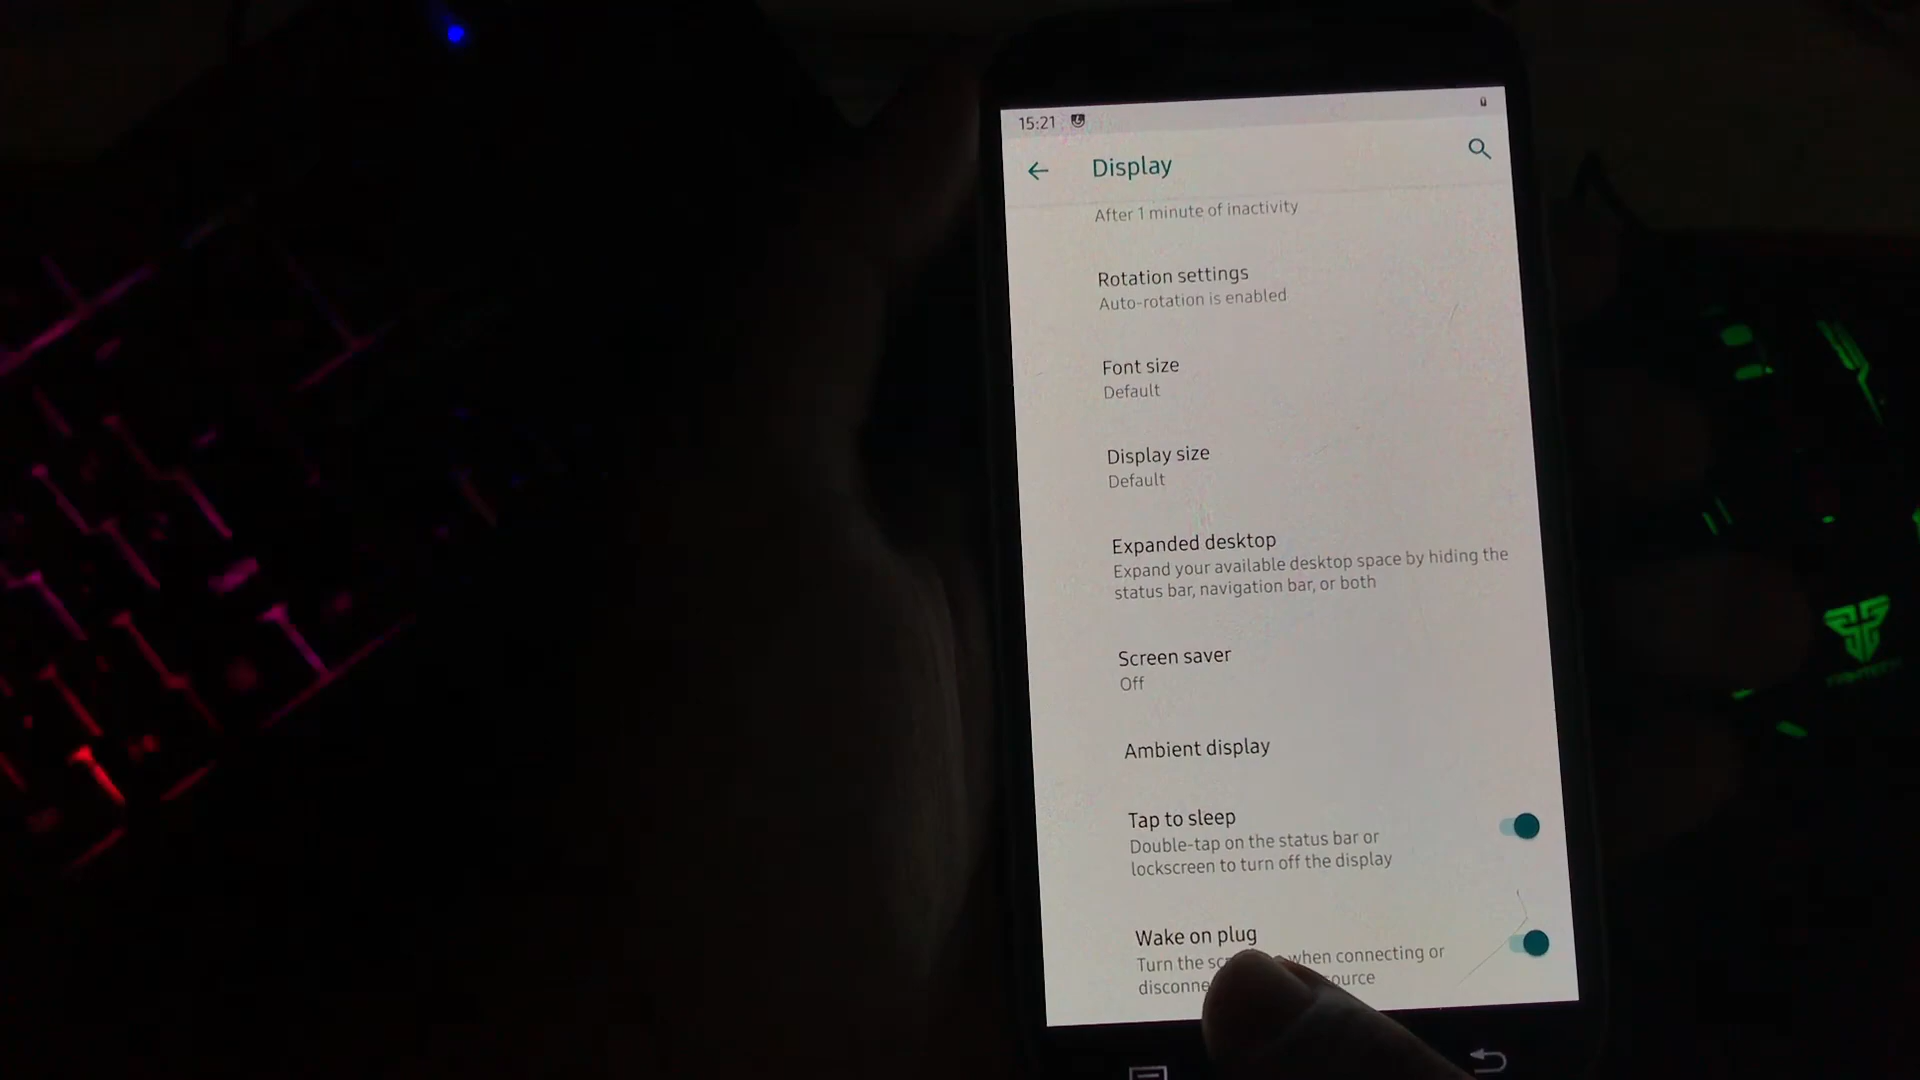 15:21
Display
After 1 minute of inactivity
Rotation settings
Auto-rotation is enabled
Font size
Default
Display size
Default
Expanded desktop
Expand your available desktop space by hiding the
status bar, navigation bar, or both
Screen saver
Off
Ambient display
Tap to sleep
Double-tap on the status bar or
lockscreen to turn off the display
Wake on plug
Turn the when connecting or